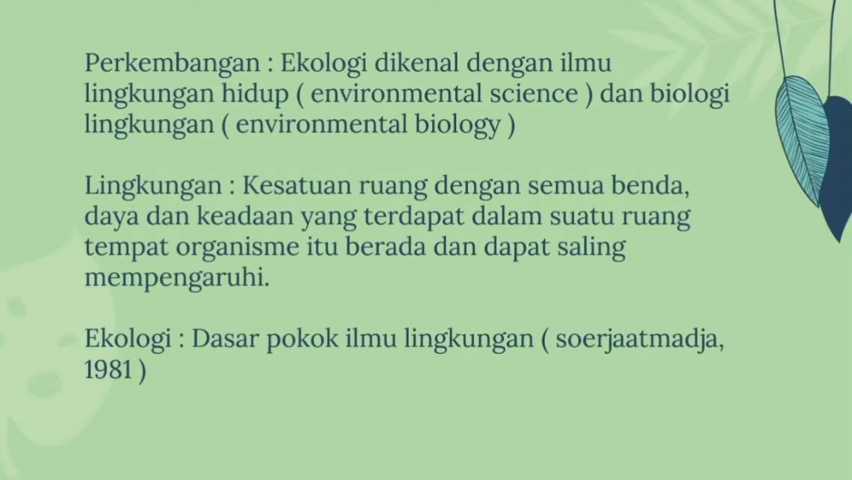 Perkembangan : Ekologi dikenal dengan ilmu
lingkungan hidup ( environmental science ) dan biologi
lingkungan ( environmental biology )
Lingkungan : Kesatuan ruang dengan semua benda,
daya dan keadaan yang terdapat dalam suatu ruang
tempat organisme itu berada dan dapat saling
mempengaruhi.
Ekologi : Dasar pokok ilmu lingkungan ( soerjaatmadja,
1981 )